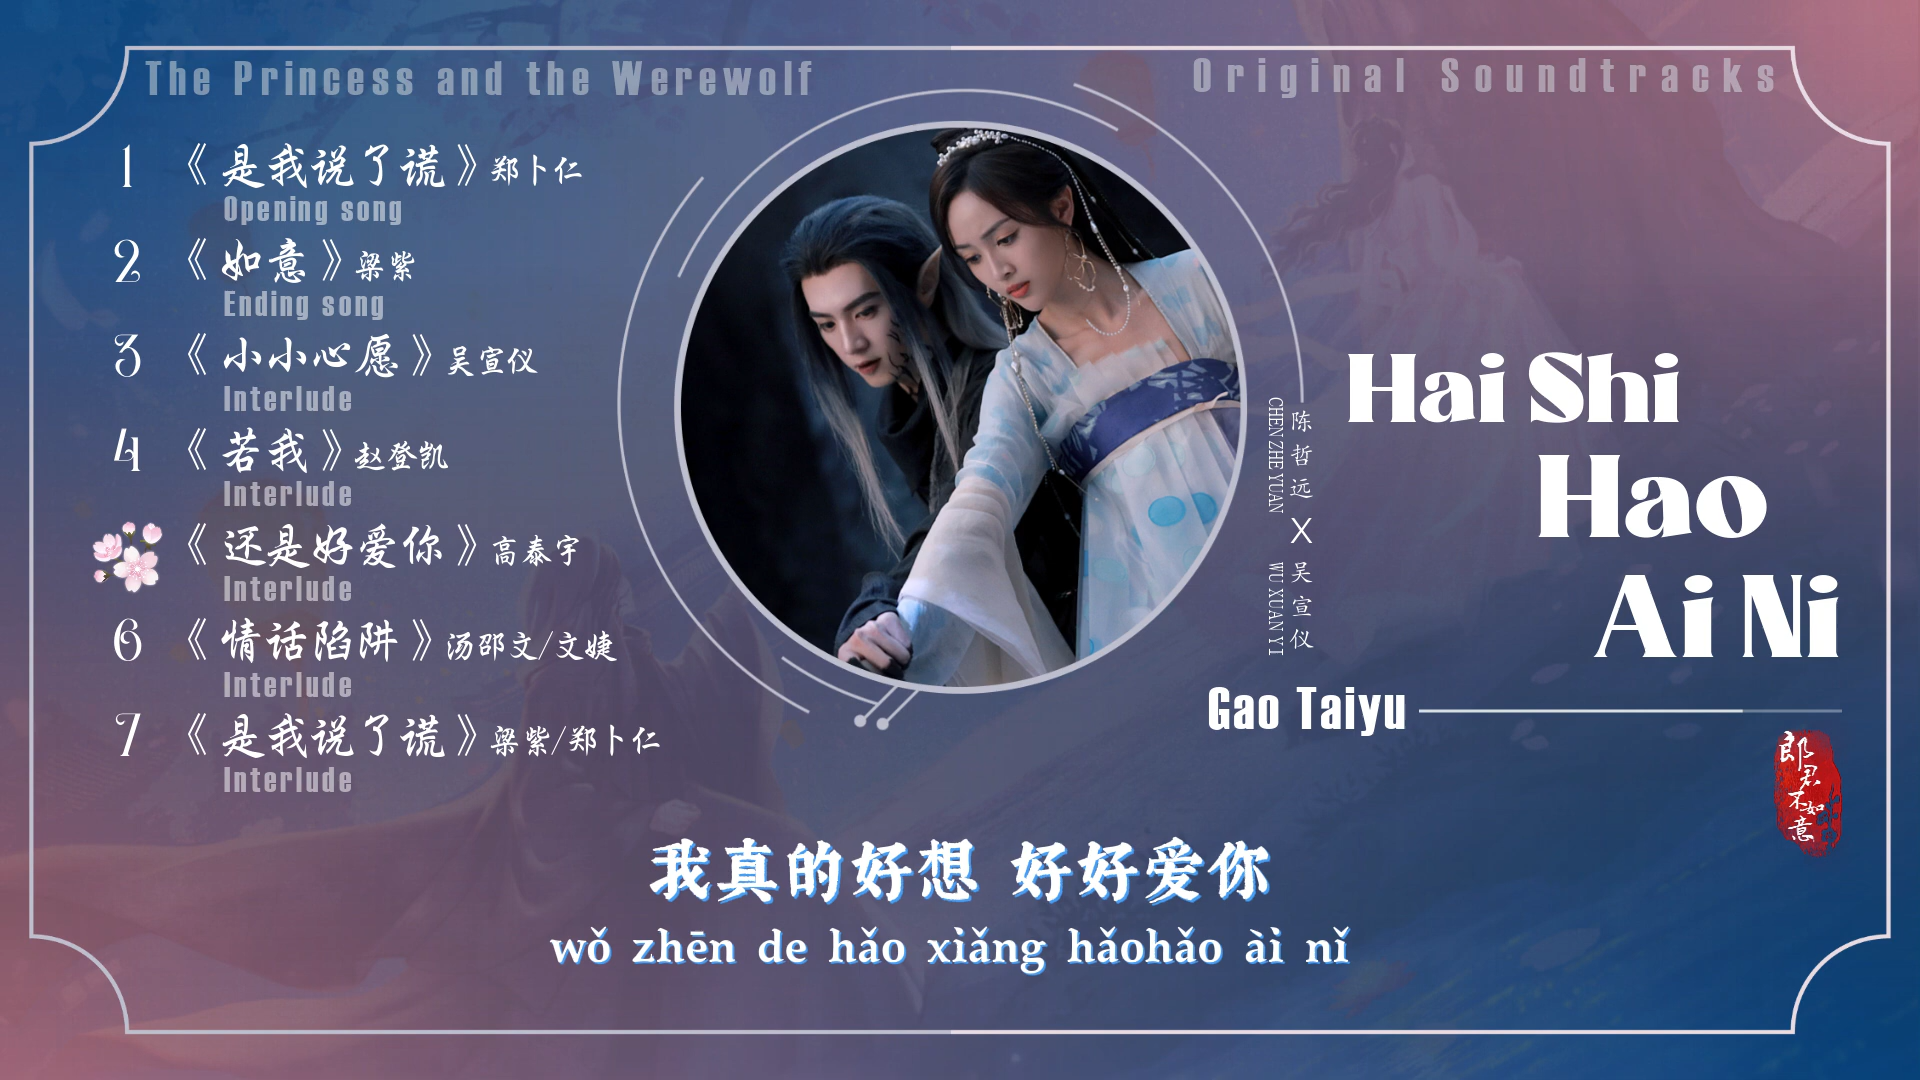 The Princess and the Werewolf
Original Soundtracks
1 《是我说了谎》郑卜仁
Opening song
2 《如意》梁紫
Ending song
3 《小小心愿》吴宣仪
Interlude
4 《若我》赵登凯
Interlude
《还是好爱你》高泰宇
Interlude
6 《情话陷阱》汤邵文/文婕
Interlude
7 《是我说了谎》梁紫/郑卜仁
Interlude
陈哲远 X 吴宣仪
CHEN ZHE YUAN
WU XUAN YI
Hai Shi
Hao
Ai Ni
Gao Taiyu
郎君不如意
我真的好想 好好爱你
wǒ zhēn de hǎo xiǎng hǎohǎo ài nǐ